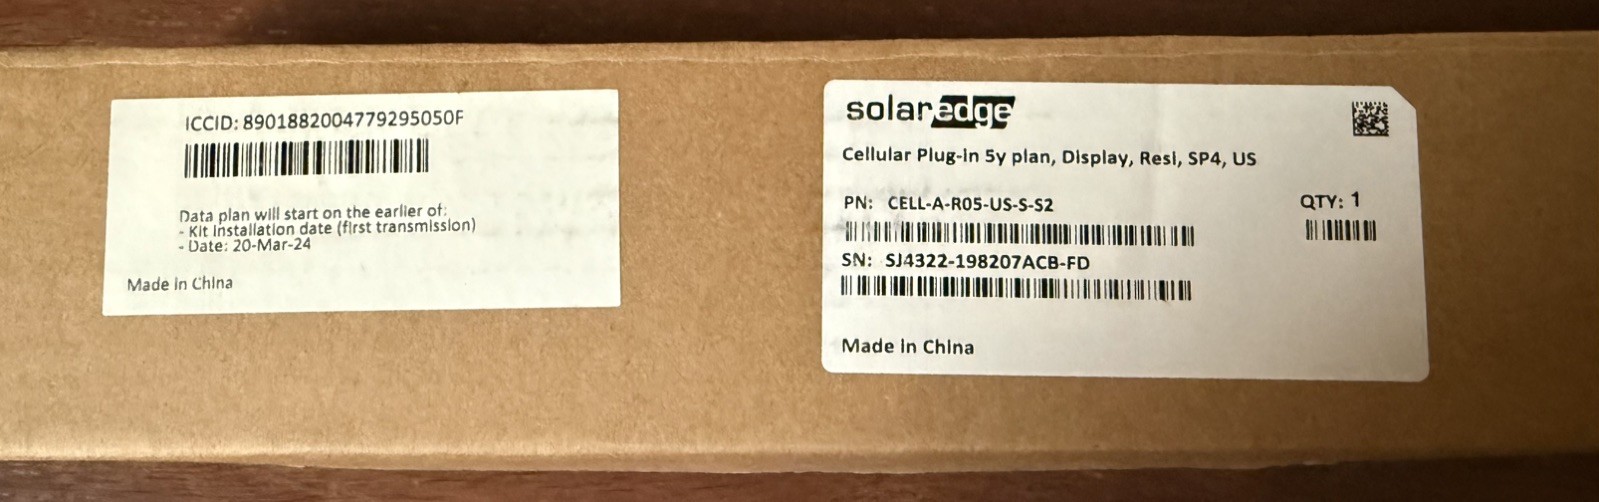 ICCID: 8901882004779295050F
Data plan will start on the earlier of:
- Kit installation date (first transmission)
- Date: 20-Mar-24
Made in China
solaredge
Cellular Plug-in 5y plan, Display, Resi, SP4, US
PN: CELL-A-R05-US-S-S2 QTY: 1
SN: SJ4322-198207ACB-FD
Made in China